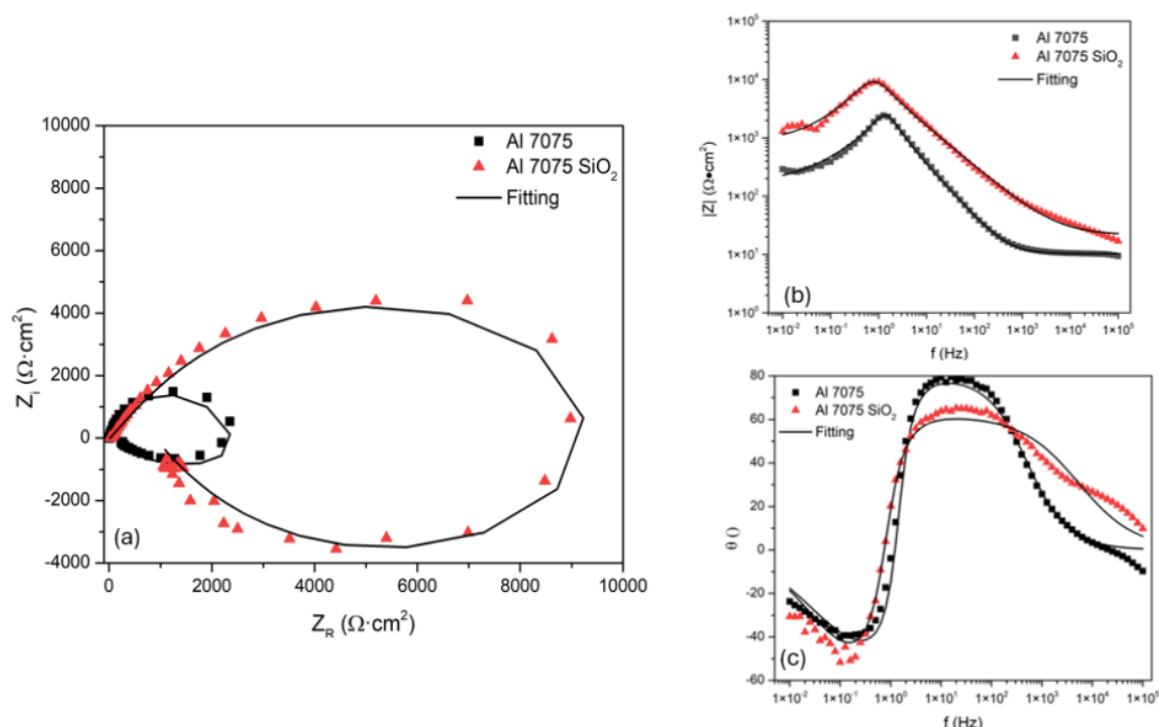 10000
8000
6000
4000
2000
0
-2000
-4000
Zᵢ (Ω·cm²)
0 2000 4000 6000 8000 10000
Z_R (Ω·cm²)
Al 7075
Al 7075 SiO₂
Fitting
(a)
1×10⁵
1×10⁴
1×10³
1×10²
1×10¹
1×10⁰
|Z| (Ω•cm²)
1×10⁻² 1×10⁻¹ 1×10⁰ 1×10¹ 1×10² 1×10³ 1×10⁴ 1×10⁵
f (Hz)
Al 7075
Al 7075 SiO₂
Fitting
(b)
80
60
40
20
0
-20
-40
-60
θ ()
1×10⁻² 1×10⁻¹ 1×10⁰ 1×10¹ 1×10² 1×10³ 1×10⁴ 1×10⁵
f (Hz)
Al 7075
Al 7075 SiO₂
Fitting
(c)